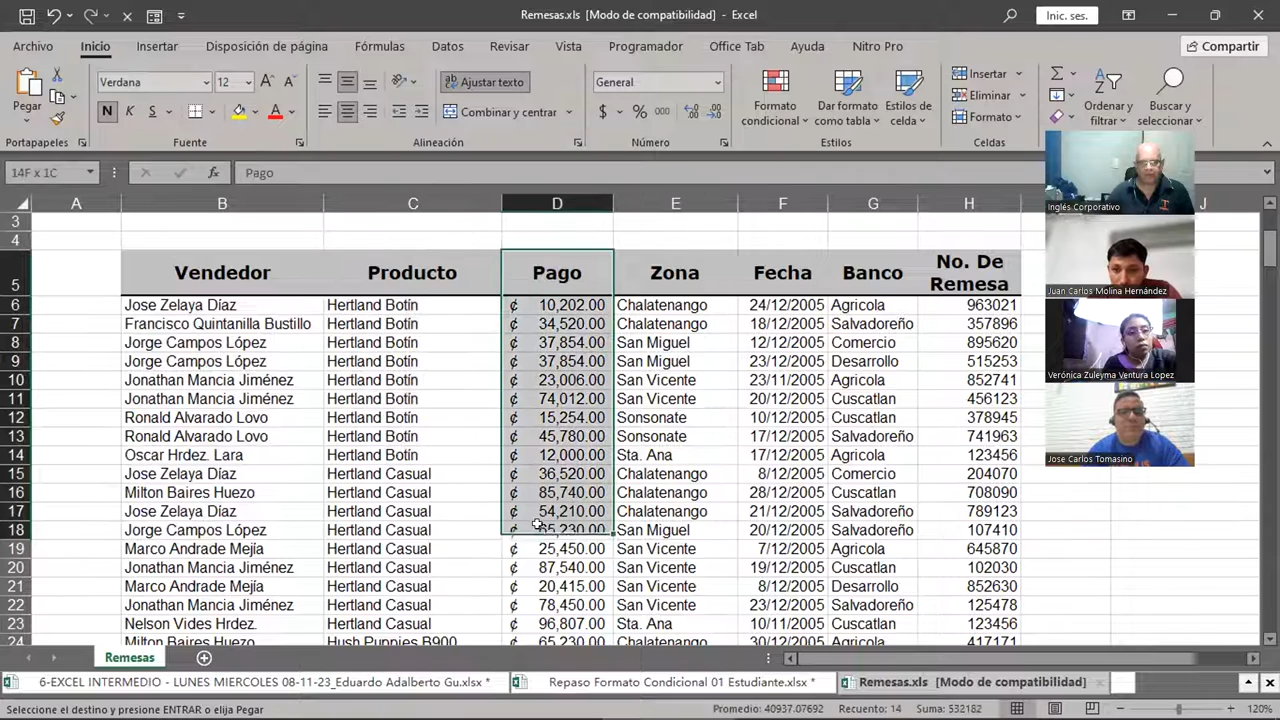 Remesas.xls [Modo de compatibilidad] - Excel
Inic. ses.
Archivo Inicio Insertar Disposición de página Fórmulas Datos Revisar Vista Programador Office Tab Ayuda Nitro Pro Compartir
Pegar
Verdana 12
N K S
Ajustar texto
Combinar y centrar
General
$ % 000
Formato condicional
Dar formato como tabla
Estilos de celda
Insertar
Eliminar
Formato
Ordenar y filtrar
Buscar y seleccionar
Portapapeles Fuente Alineación Número Estilos
14F x 1C fx Pago
A B C D E F G H J
3
4
5 Vendedor Producto Pago Zona Fecha Banco No. De Remesa
6 Jose Zelaya Díaz Hertland Botín ¢ 10,202.00 Chalatenango 24/12/2005 Agricola 963021
7 Francisco Quintanilla Bustillo Hertland Botín ¢ 34,520.00 Chalatenango 18/12/2005 Salvadoreño 357896
8 Jorge Campos López Hertland Botín ¢ 37,854.00 San Miguel 12/12/2005 Comercio 895620
9 Jorge Campos López Hertland Botín ¢ 37,854.00 San Miguel 23/12/2005 Desarrollo 515253
10 Jonathan Mancia Jiménez Hertland Botín ¢ 23,006.00 San Vicente 23/11/2005 Agricola 852741
11 Jonathan Mancia Jiménez Hertland Botín ¢ 74,012.00 San Vicente 20/12/2005 Cuscatlan 456123
12 Ronald Alvarado Lovo Hertland Botín ¢ 15,254.00 Sonsonate 10/12/2005 Cuscatlan 378945
13 Ronald Alvarado Lovo Hertland Botín ¢ 45,780.00 Sonsonate 17/12/2005 Salvadoreño 741963
14 Oscar Hrdez. Lara Hertland Botín ¢ 12,000.00 Sta. Ana 17/12/2005 Agricola 123456
15 Jose Zelaya Díaz Hertland Casual ¢ 36,520.00 Chalatenango 8/12/2005 Comercio 204070
16 Milton Baires Huezo Hertland Casual ¢ 85,740.00 Chalatenango 28/12/2005 Cuscatlan 708090
17 Jose Zelaya Díaz Hertland Casual ¢ 54,210.00 Chalatenango 21/12/2005 Salvadoreño 789123
18 Jorge Campos López Hertland Casual ¢ 65,230.00 San Miguel 20/12/2005 Salvadoreño 107410
19 Marco Andrade Mejía Hertland Casual ¢ 25,450.00 San Vicente 7/12/2005 Agricola 645870
20 Jonathan Mancia Jiménez Hertland Casual ¢ 87,540.00 San Vicente 19/12/2005 Cuscatlan 102030
21 Marco Andrade Mejía Hertland Casual ¢ 20,415.00 San Vicente 8/12/2005 Desarrollo 852630
22 Jonathan Mancia Jiménez Hertland Casual ¢ 78,450.00 San Vicente 23/12/2005 Salvadoreño 125478
23 Nelson Vides Hrdez. Hertland Casual ¢ 96,807.00 Sta. Ana 10/11/2005 Cuscatlan 123456
24 Milton Baires Huezo Hush Puppies B900 ¢ 65,230.00 Chalatenango 30/12/2005 Agricola 417171
Inglés Corporativo
Juan Carlos Molina Hernández
Verónica Zuleyma Ventura Lopez
Jose Carlos Tomasino
Remesas
6-EXCEL INTERMEDIO - LUNES MIERCOLES 08-11-23_Eduardo Adalberto Gu.xlsx *
Repaso Formato Condicional 01 Estudiante.xlsx *
Remesas.xls [Modo de compatibilidad]
Seleccione el destino y presione ENTRAR o elija Pegar Promedio: 40937.07692 Recuento: 14 Suma: 532182 120%